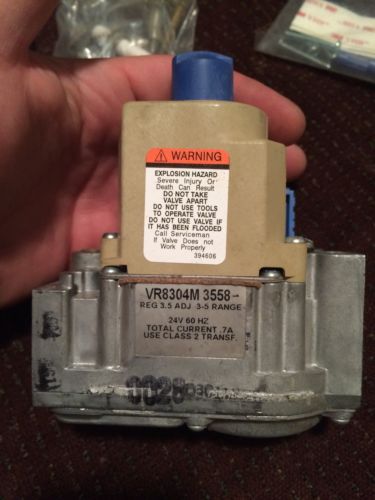 WARNING
EXPLOSION HAZARD
Severe Injury Or
Death Can Result
DO NOT TAKE
VALVE APART
DO NOT USE TOOLS
TO OPERATE VALVE
DO NOT USE VALVE IF
IT HAS BEEN FLOODED
Call Serviceman
If Valve Does not
Work Properly
394606
VR8304M 3558-
REG 3.5 ADJ 3-5 RANGE
24V 60 HZ
TOTAL CURRENT .7A
USE CLASS 2 TRANSF.